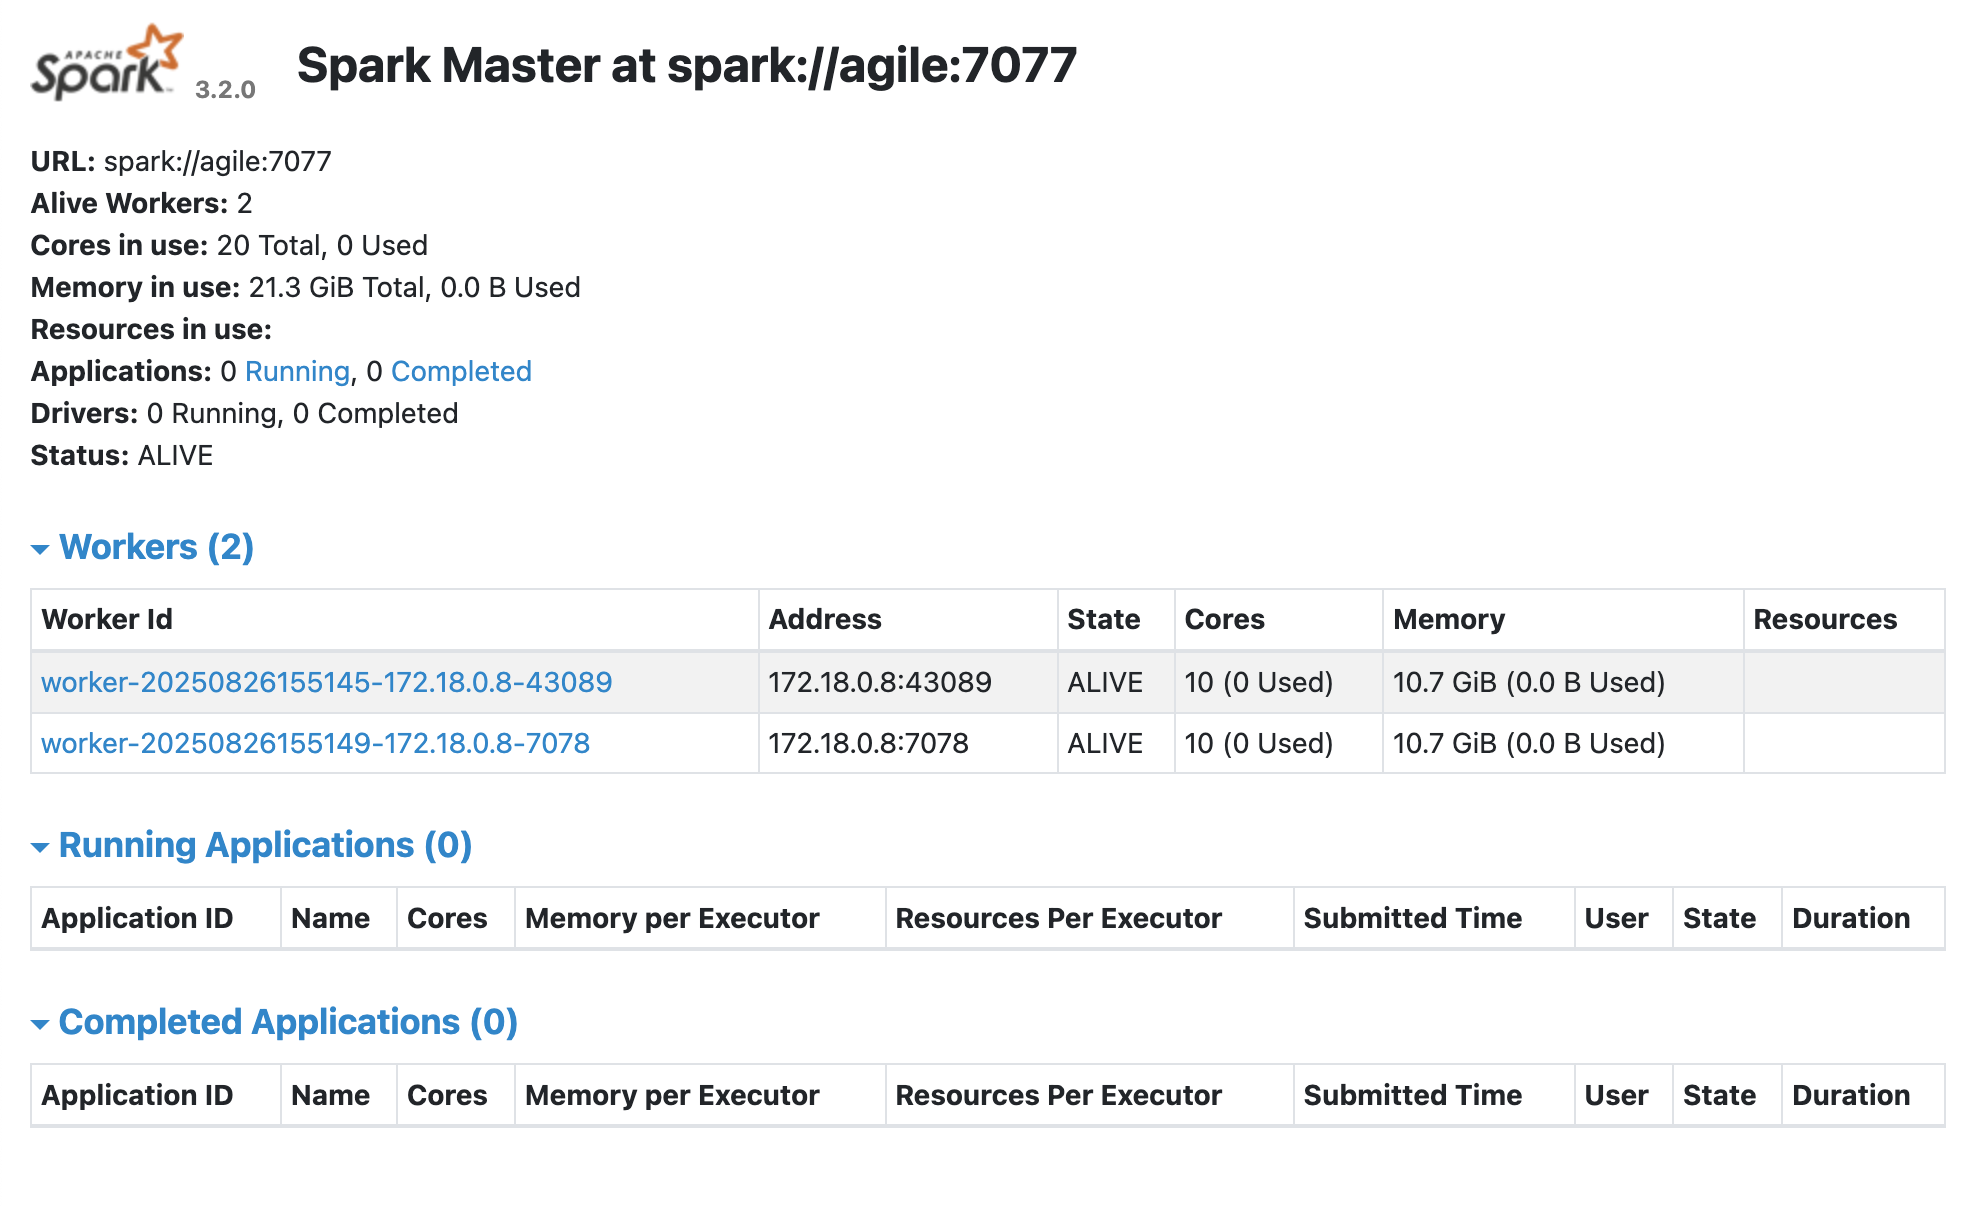 APACHE
Spark 3.2.0
Spark Master at spark://agile:7077
URL: spark://agile:7077
Alive Workers: 2
Cores in use: 20 Total, 0 Used
Memory in use: 21.3 GiB Total, 0.0 B Used
Resources in use:
Applications: 0 Running, 0 Completed
Drivers: 0 Running, 0 Completed
Status: ALIVE
Workers (2)
Worker Id Address State Cores Memory Resources
worker-20250826155145-172.18.0.8-43089 172.18.0.8:43089 ALIVE 10 (0 Used) 10.7 GiB (0.0 B Used)
worker-20250826155149-172.18.0.8-7078 172.18.0.8:7078 ALIVE 10 (0 Used) 10.7 GiB (0.0 B Used)
Running Applications (0)
Application ID Name Cores Memory per Executor Resources Per Executor Submitted Time User State Duration
Completed Applications (0)
Application ID Name Cores Memory per Executor Resources Per Executor Submitted Time User State Duration